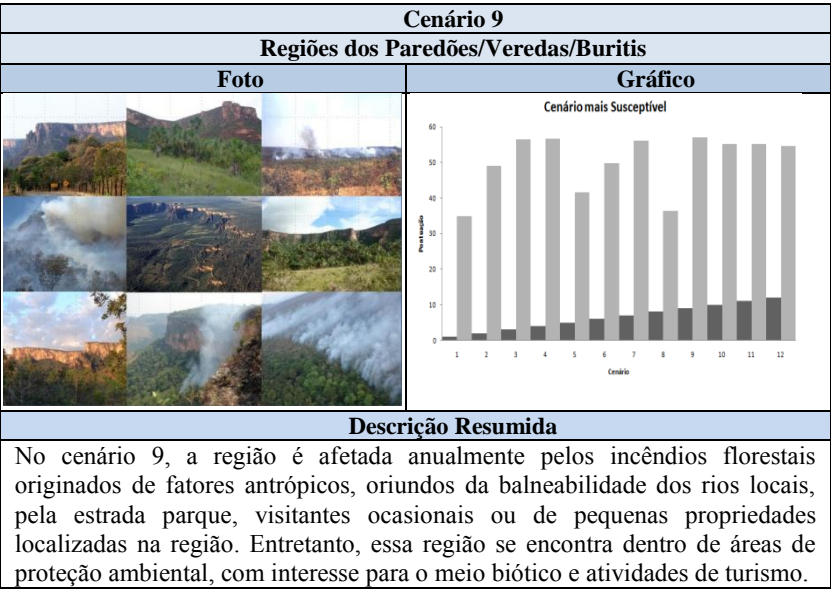 Cenário 9
Regiões dos Paredões/Veredas/Buritis
Foto
Gráfico
Cenário mais Susceptível
Pontuação
60
50
40
30
20
10
0
1 2 3 4 5 6 7 8 9 10 11 12
Cenário
Descrição Resumida
No cenário 9, a região é afetada anualmente pelos incêndios florestais
originados de fatores antrópicos, oriundos da balneabilidade dos rios locais,
pela estrada parque, visitantes ocasionais ou de pequenas propriedades
localizadas na região. Entretanto, essa região se encontra dentro de áreas de
proteção ambiental, com interesse para o meio biótico e atividades de turismo.